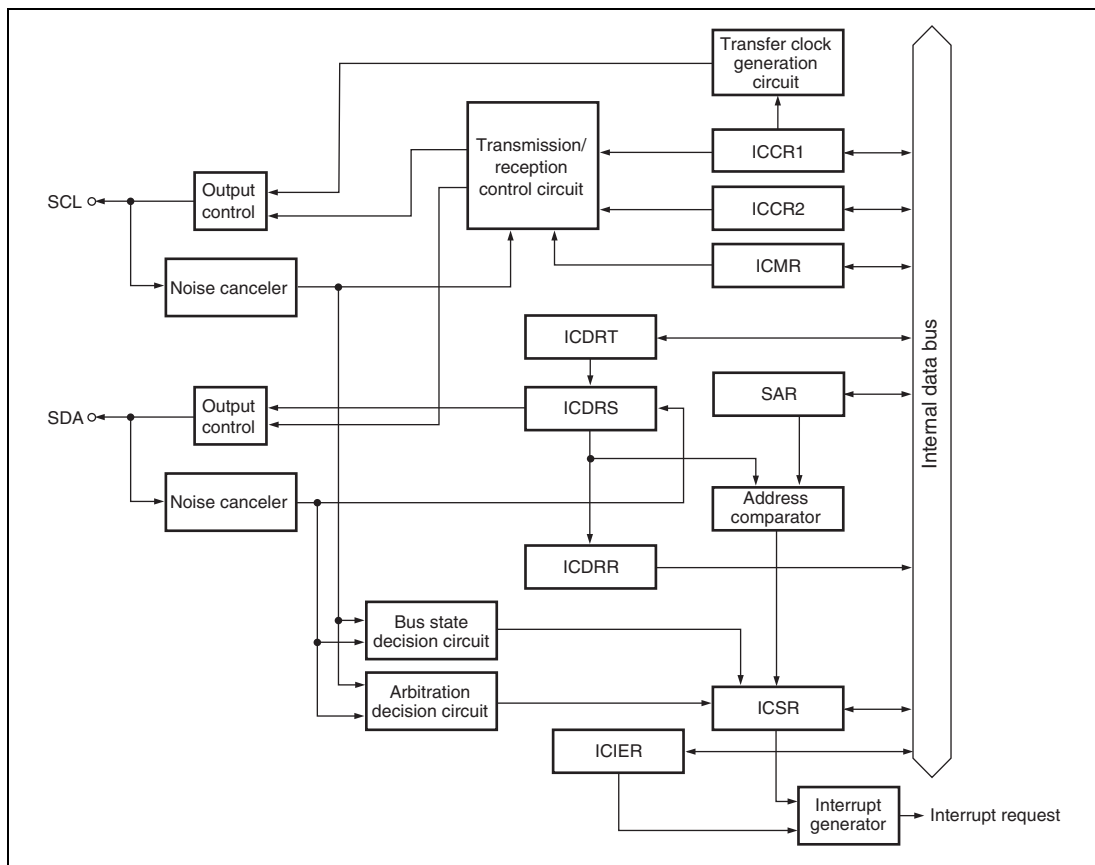 Transfer clock
generation
circuit
Transmission/
reception
control circuit
ICCR1
SCL
Output
control
ICCR2
ICMR
Noise canceler
Internal data bus
ICDRT
SDA
Output
control
ICDRS
SAR
Noise canceler
Address
comparator
ICDRR
Bus state
decision circuit
Arbitration
decision circuit
ICSR
ICIER
Interrupt
generator
Interrupt request